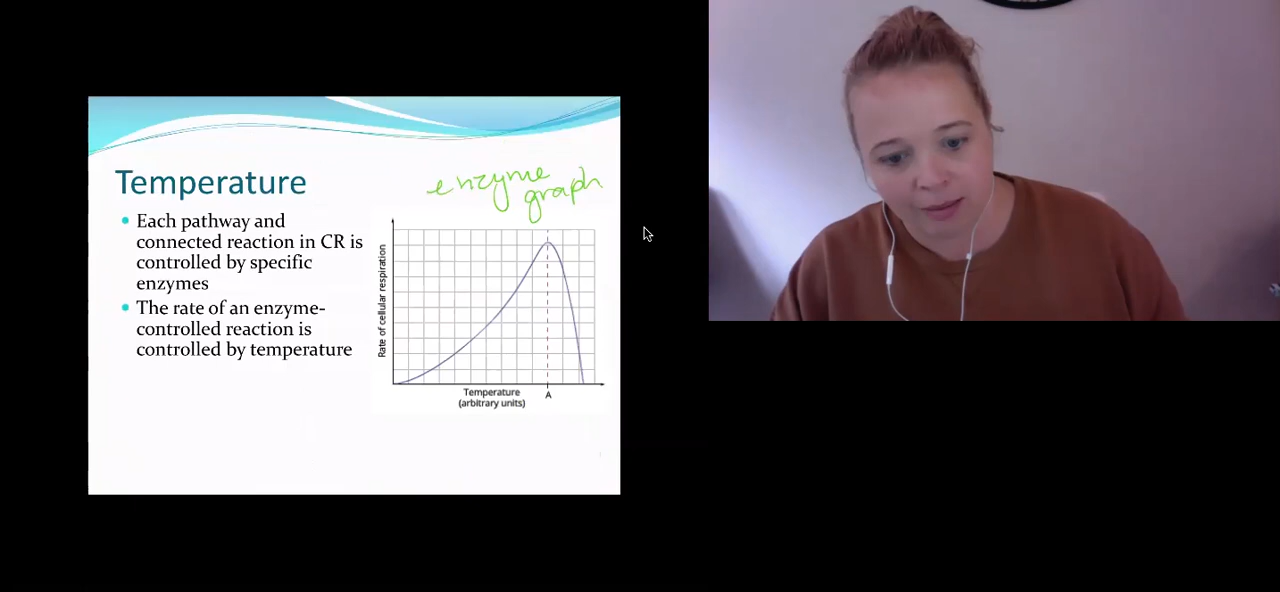 Temperature
enzyme
graph
• Each pathway and
connected reaction in CR is
controlled by specific
enzymes
• The rate of an enzyme-
controlled reaction is
controlled by temperature
Rate of cellular respiration
Temperature
(arbitrary units)
A